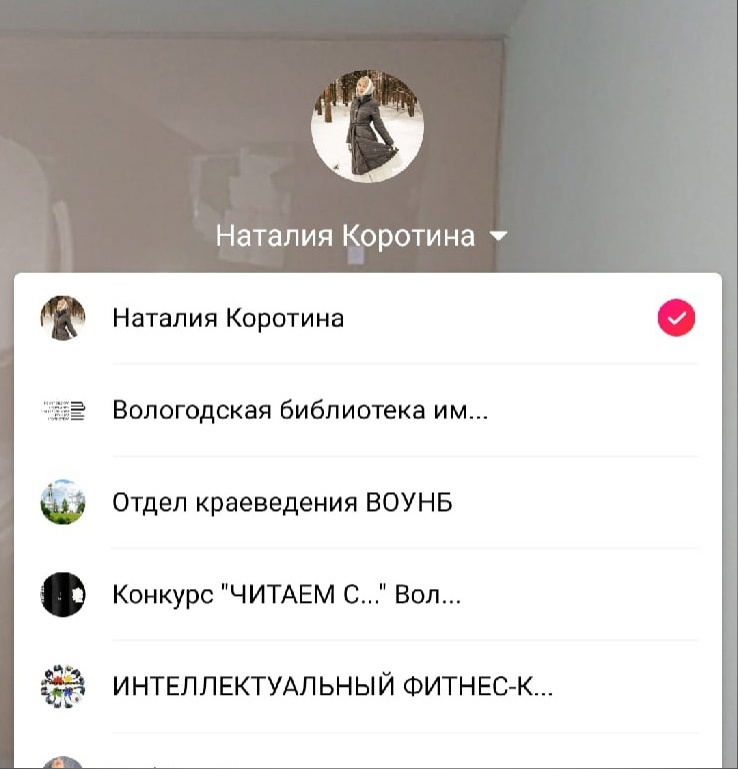 Наталия Коротина
Наталия Коротина
Вологодская библиотека им...
Отдел краеведения ВОУНБ
Конкурс "ЧИТАЕМ С..." Вол...
ИНТЕЛЛЕКТУАЛЬНЫЙ ФИТНЕС-К...